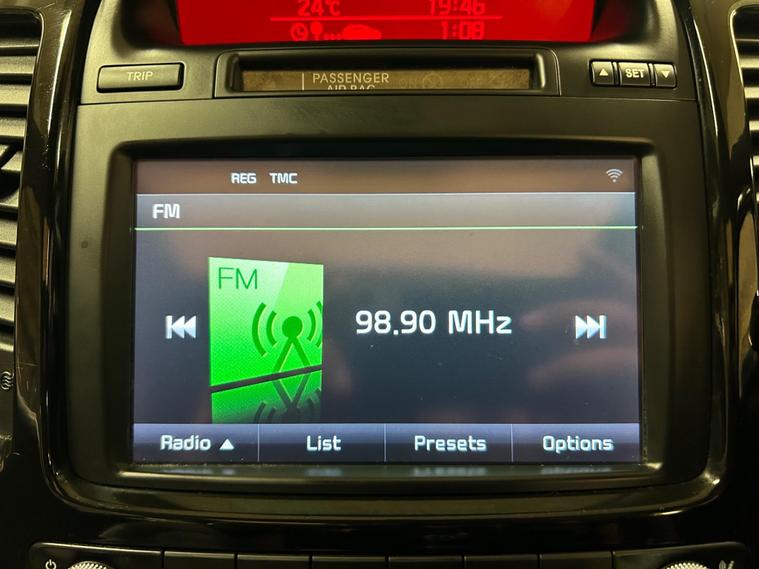 24℃ 19:46
1:08
TRIP
PASSENGER
AIR BAG
SET
REG TMC
FM
FM
98.90 MHz
Radio List Presets Options